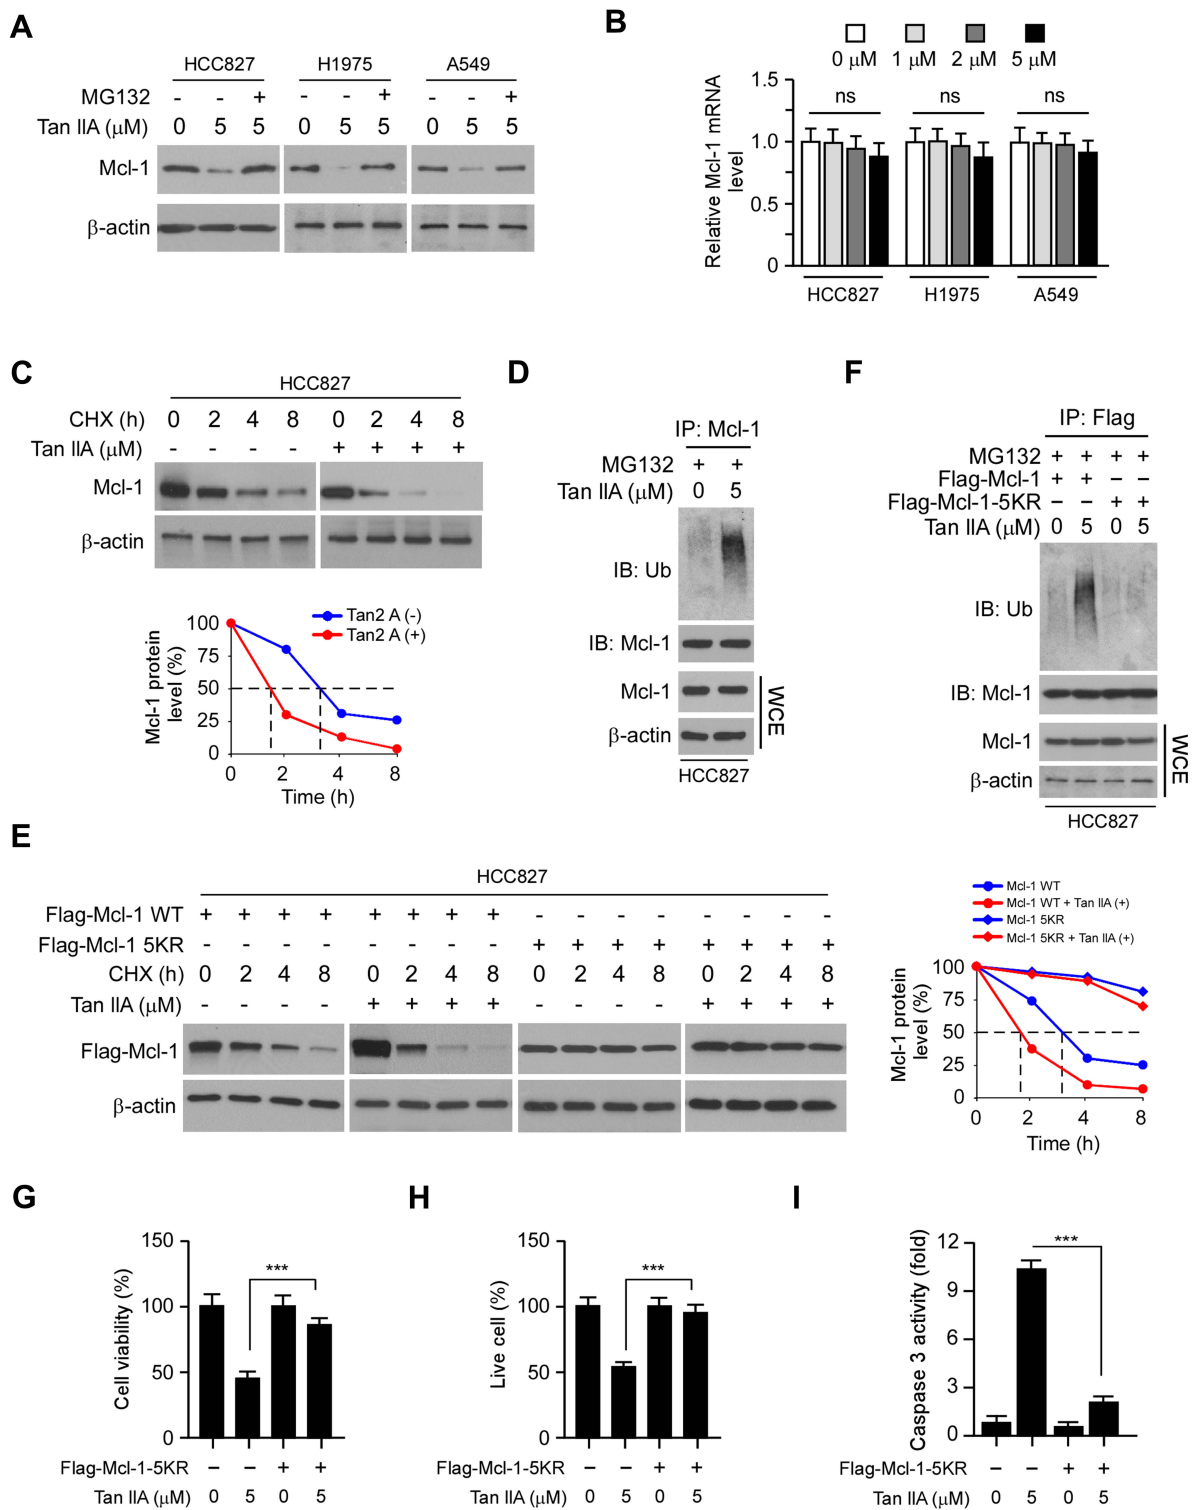 A
HCC827 H1975 A549
MG132 - - + - - + - - +
Tan IIA (μM) 0 5 5 0 5 5 0 5 5
Mcl-1
β-actin
B
0 μM 1 μM 2 μM 5 μM
Relative Mcl-1 mRNA
level
1.5
1.0
0.5
0
ns ns ns
HCC827 H1975 A549
C
HCC827
CHX (h) 0 2 4 8 0 2 4 8
Tan IIA (μM) - - - - + + + +
Mcl-1
β-actin
Mcl-1 protein
level (%)
100
75
50
25
0
Tan2 A (-)
Tan2 A (+)
0 2 4 8
Time (h)
D
IP: Mcl-1
MG132 + +
Tan IIA (μM) 0 5
IB: Ub
IB: Mcl-1
Mcl-1
β-actin
WCE
HCC827
F
IP: Flag
MG132 + + + +
Flag-Mcl-1 + + − −
Flag-Mcl-1-5KR − − + +
Tan IIA (μM) 0 5 0 5
IB: Ub
IB: Mcl-1
Mcl-1
β-actin
WCE
HCC827
E
HCC827
Flag-Mcl-1 WT + + + + + + + + - - - - - - - -
Flag-Mcl-1 5KR - - - - - - - - + + + + + + + +
CHX (h) 0 2 4 8 0 2 4 8 0 2 4 8 0 2 4 8
Tan IIA (μM) - - - - + + + + - - - - + + + +
Flag-Mcl-1
β-actin
Mcl-1 WT
Mcl-1 WT + Tan IIA (+)
Mcl-1 5KR
Mcl-1 5KR + Tan IIA (+)
Mcl-1 protein
level (%)
100
75
50
25
0
0 2 4 8
Time (h)
G
Cell viability (%)
150
100
50
0
***
Flag-Mcl-1-5KR − − + +
Tan IIA (μM) 0 5 0 5
H
Live cell (%)
150
100
50
0
***
Flag-Mcl-1-5KR − − + +
Tan IIA (μM) 0 5 0 5
I
Caspase 3 activity (fold)
12
9
6
3
0
***
Flag-Mcl-1-5KR − − + +
Tan IIA (μM) 0 5 0 5